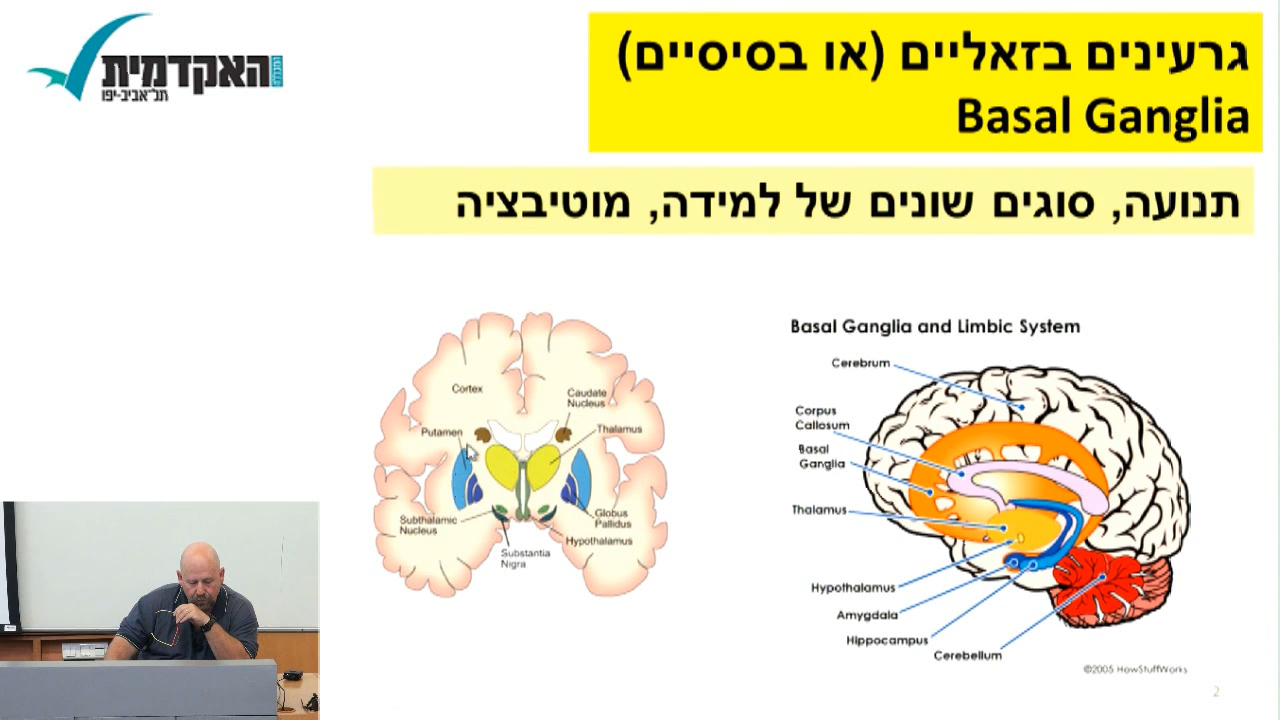 האקדמית
תל־אביב-יפו
גרעינים בזאליים (או בסיסיים)
Basal Ganglia
תנועה, סוגים שונים של למידה, מוטיבציה
Cortex
Caudate
Nucleus
Putamen
Thalamus
Subthalamic
Nucleus
Globus
Pallidus
Hypothalamus
Substantia
Nigra
Basal Ganglia and Limbic System
Cerebrum
Corpus
Callosum
Basal
Ganglia
Thalamus
Hypothalamus
Amygdala
Hippocampus
Cerebellum
©2005 HowStuffWorks
2